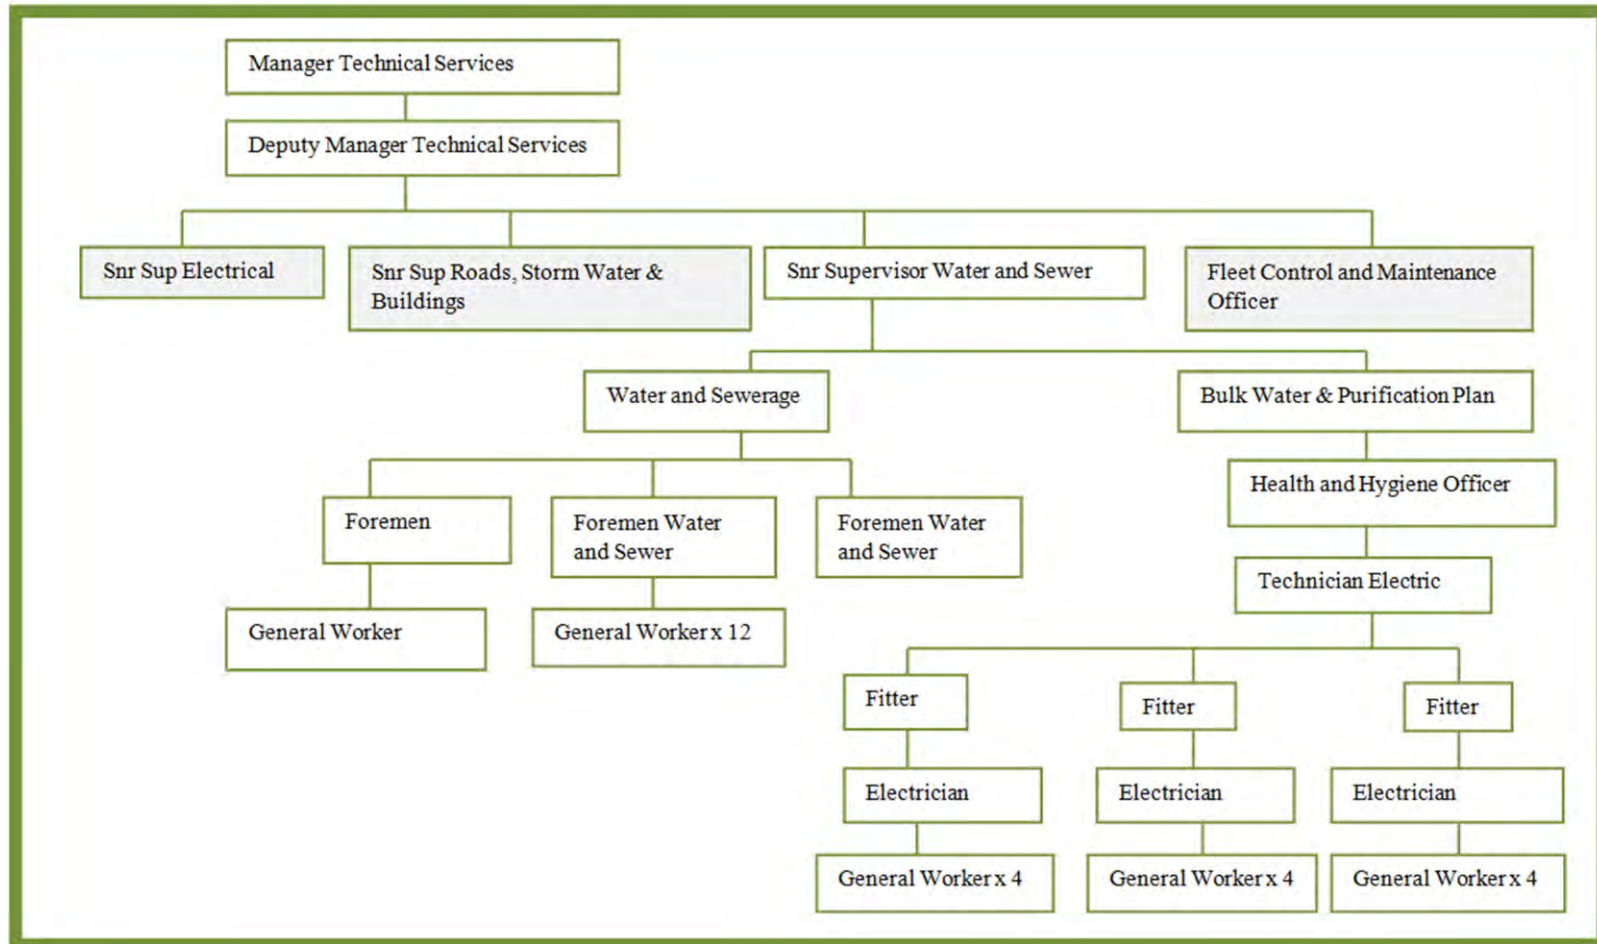 Manager Technical Services
Deputy Manager Technical Services
Snr Sup Electrical
Snr Sup Roads, Storm Water &
Buildings
Snr Supervisor Water and Sewer
Fleet Control and Maintenance
Officer
Water and Sewerage
Bulk Water & Purification Plan
Health and Hygiene Officer
Foremen
Foremen Water
and Sewer
Foremen Water
and Sewer
Technician Electric
General Worker
General Worker x 12
Fitter
Fitter
Fitter
Electrician
Electrician
Electrician
General Worker x 4
General Worker x 4
General Worker x 4